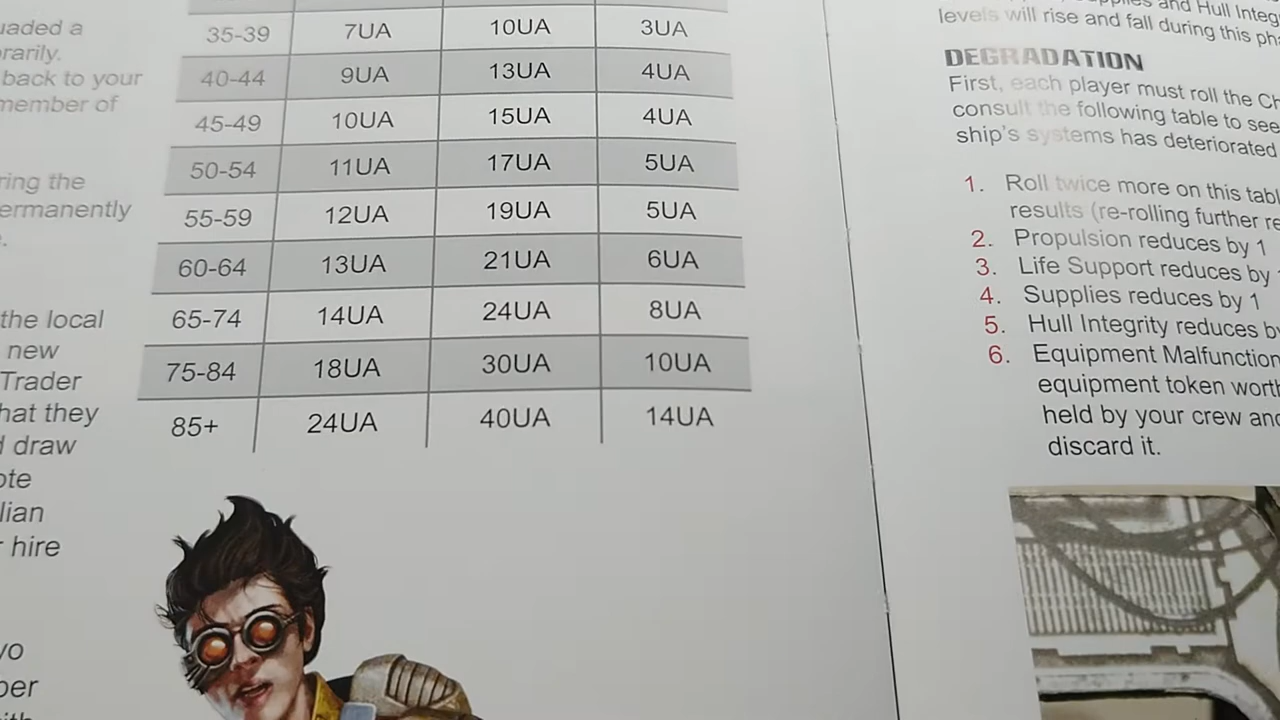 uaded a
rarily.
back to your
member of
ring the
ermanently
the local
new
Trader
hat they
d draw
ote
lian
hire
35-39 7UA 10UA 3UA
40-44 9UA 13UA 4UA
45-49 10UA 15UA 4UA
50-54 11UA 17UA 5UA
55-59 12UA 19UA 5UA
60-64 13UA 21UA 6UA
65-74 14UA 24UA 8UA
75-84 18UA 30UA 10UA
85+ 24UA 40UA 14UA
and Hull Integ
levels will rise and fall during this pha
DEGRADATION
First, each player must roll the Ch
consult the following table to see
ship's systems has deteriorated
1. Roll twice more on this tabl
results (re-rolling further re
2. Propulsion reduces by 1
3. Life Support reduces by
4. Supplies reduces by 1
5. Hull Integrity reduces b
6. Equipment Malfunction
equipment token worth
held by your crew and
discard it.